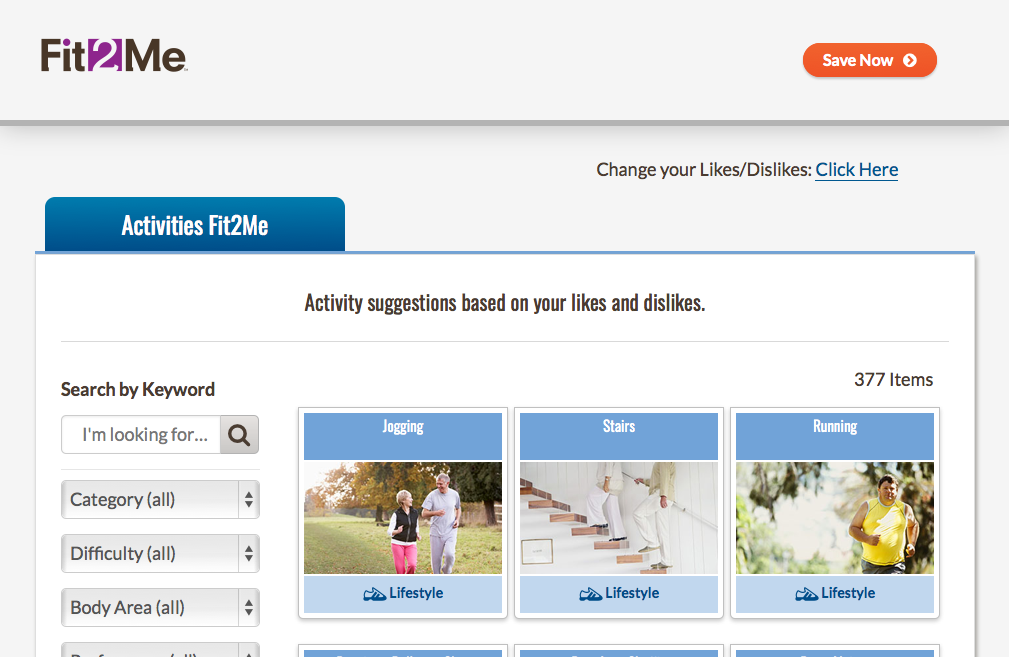 Fit2Me
Save Now
Change your Likes/Dislikes: Click Here
Activities Fit2Me
Activity suggestions based on your likes and dislikes.
377 Items
Search by Keyword
I'm looking for...
Category (all)
Difficulty (all)
Body Area (all)
Jogging
Stairs
Running
Lifestyle
Lifestyle
Lifestyle